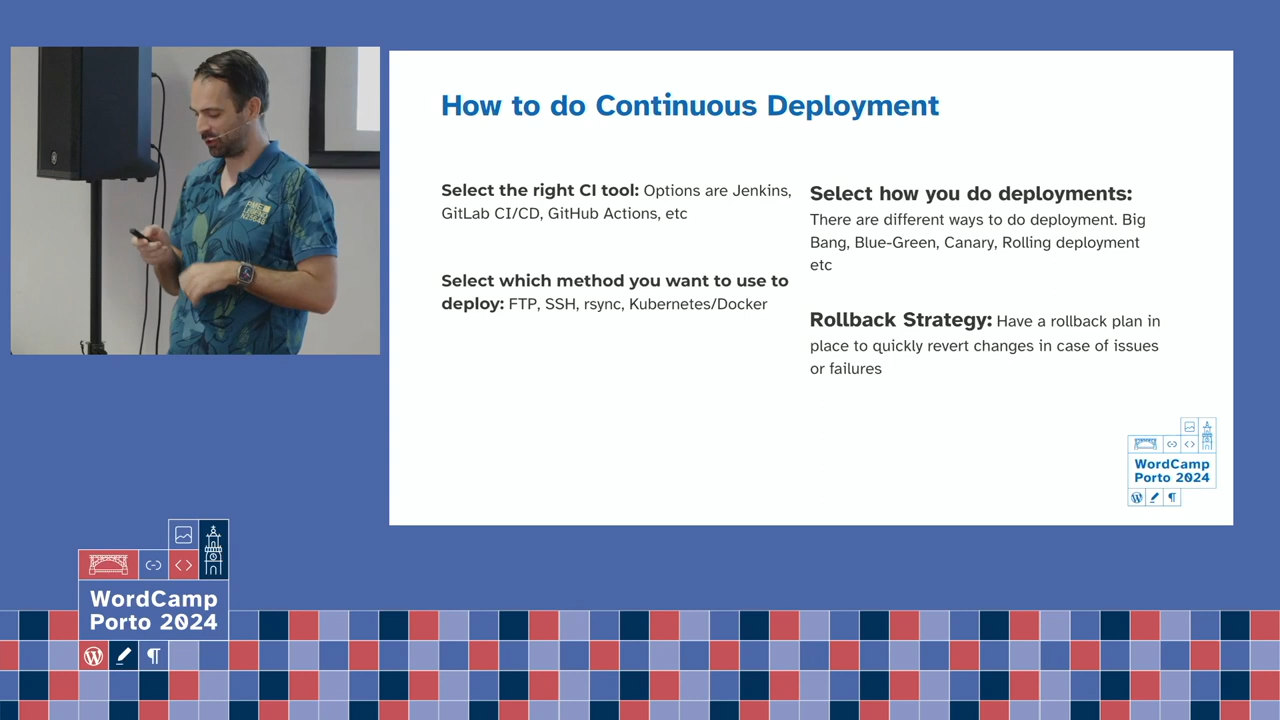 How to do Continuous Deployment
Select the right CI tool: Options are Jenkins,
GitLab CI/CD, GitHub Actions, etc
Select which method you want to use to
deploy: FTP, SSH, rsync, Kubernetes/Docker
Select how you do deployments:
There are different ways to do deployment. Big
Bang, Blue-Green, Canary, Rolling deployment
etc
Rollback Strategy: Have a rollback plan in
place to quickly revert changes in case of issues
or failures
WordCamp
Porto 2024
WordCamp
Porto 2024